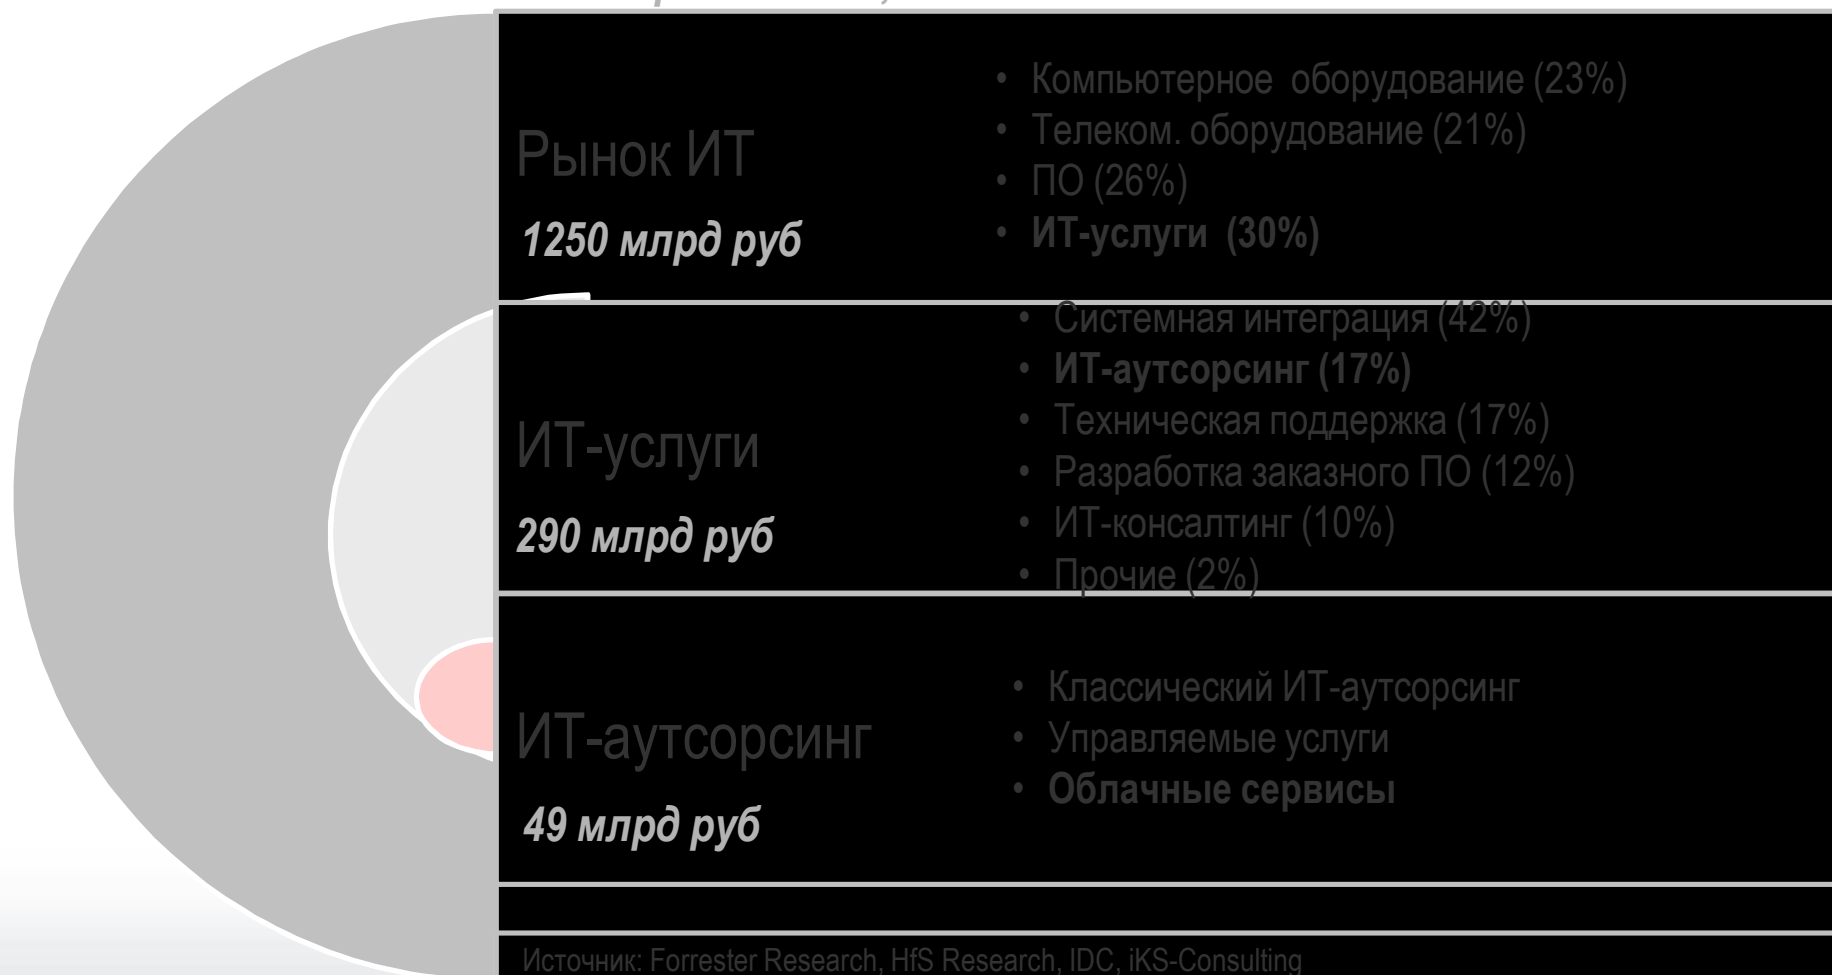 Рынок ИТ
1250 млрд руб
• Компьютерное оборудование (23%)
• Телеком. оборудование (21%)
• ПО (26%)
• ИТ-услуги (30%)
ИТ-услуги
290 млрд руб
• Системная интеграция (42%)
• ИТ-аутсорсинг (17%)
• Техническая поддержка (17%)
• Разработка заказного ПО (12%)
• ИТ-консалтинг (10%)
• Прочие (2%)
ИТ-аутсорсинг
49 млрд руб
• Классический ИТ-аутсорсинг
• Управляемые услуги
• Облачные сервисы
Источник: Forrester Research, HfS Research, IDC, iKS-Consulting